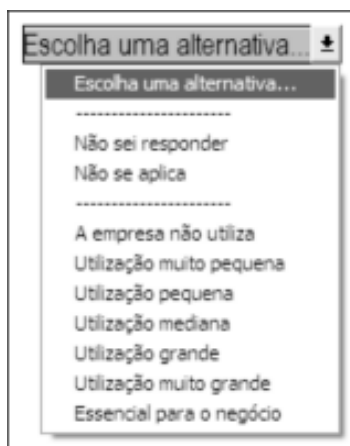 Escolha uma alternativa...
Escolha uma alternativa...
----------------------
Não sei responder
Não se aplica
----------------------
A empresa não utiliza
Utilização muito pequena
Utilização pequena
Utilização mediana
Utilização grande
Utilização muito grande
Essencial para o negócio